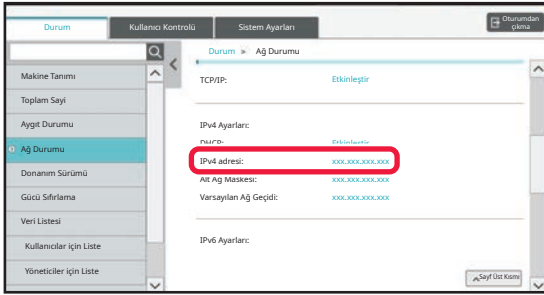 Durum
Kullanıcı Kontrolü
Sistem Ayarları
Oturumdan
çıkma
Durum > Ağ Durumu
Makine Tanımı
Toplam Sayi
Aygıt Durumu
Ağ Durumu
Donanım Sürümü
Gücü Sıfırlama
Veri Listesi
Kullanıcılar için Liste
Yöneticiler için Liste
TCP/IP: Etkinleştir
IPv4 Ayarları:
DHCP: Etkinleştir
IPv4 adresi: xxx.xxx.xxx.xxx
Alt Ağ Maskesi: xxx.xxx.xxx.xxx
Varsayılan Ağ Geçidi: xxx.xxx.xxx.xxx
IPv6 Ayarları:
Sayf Üst Kısmı